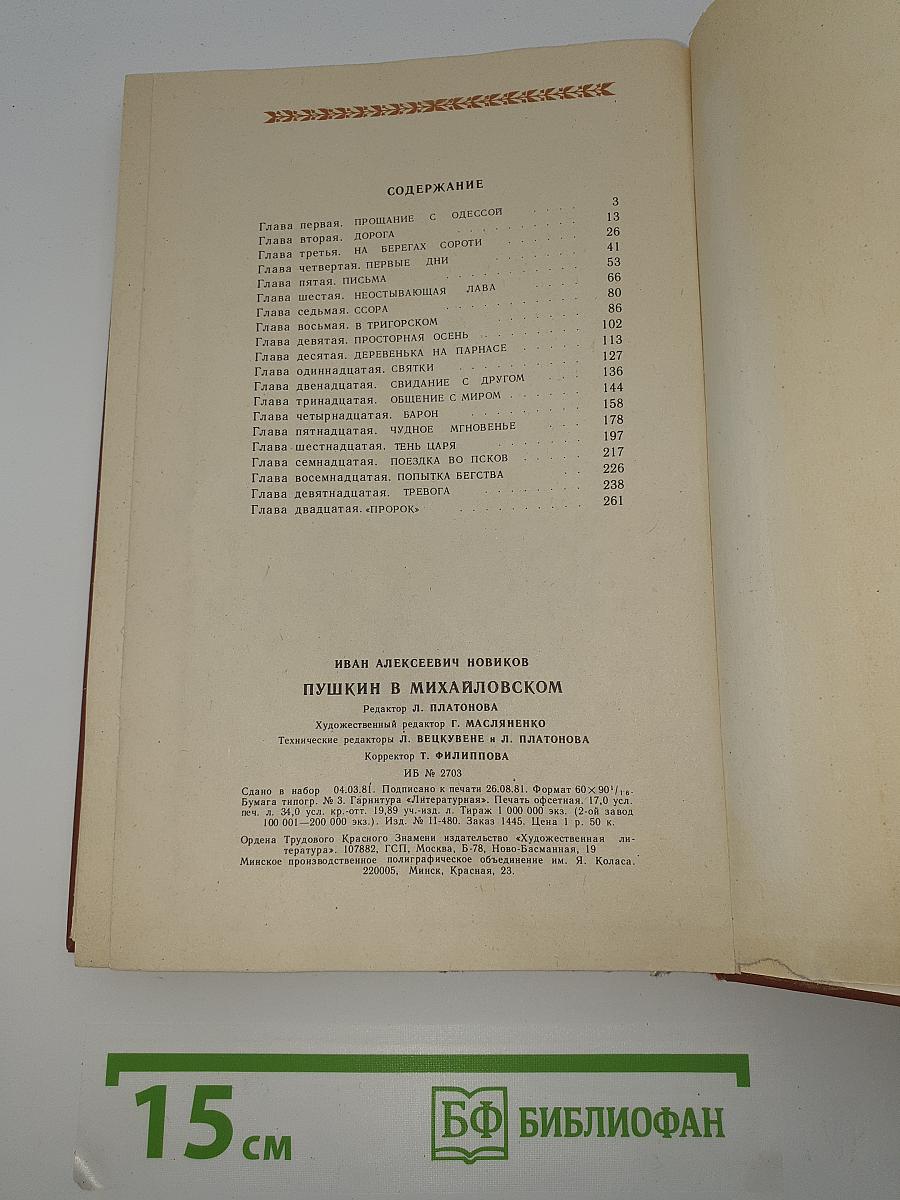 СОДЕРЖАНИЕ
Глава первая. ПРОЩАНИЕ С ОДЕССОЙ . . . . 3
Глава вторая. ДОРОГА . . . . . . . . 13
Глава третья. НА БЕРЕГАХ СОРОТИ . . . . . 26
Глава четвертая. ПЕРВЫЕ ДНИ . . . . . . 41
Глава пятая. ПИСЬМА . . . . . . . . 53
Глава шестая. НЕОСТЫВАЮЩАЯ ЛАВА . . . . 66
Глава седьмая. ССОРА . . . . . . . . 80
Глава восьмая. В ТРИГОРСКОМ . . . . . . 86
Глава девятая. ПРОСТОРНАЯ ОСЕНЬ . . . . . 102
Глава десятая. ДЕРЕВЕНЬКА НА ПАРНАСЕ . . . . 113
Глава одиннадцатая. СВЯТКИ . . . . . . . 127
Глава двенадцатая. СВИДАНИЕ С ДРУГОМ . . . 136
Глава тринадцатая. ОБЩЕНИЕ С МИРОМ . . . . 144
Глава четырнадцатая. БАРОН . . . . . . . 158
Глава пятнадцатая. ЧУДНОЕ МГНОВЕНЬЕ . . . 178
Глава шестнадцатая. ТЕНЬ ЦАРЯ . . . . . . 197
Глава семнадцатая. ПОЕЗДКА ВО ПСКОВ . . . . 217
Глава восемнадцатая. ПОПЫТКА БЕГСТВА . . 226
Глава девятнадцатая. ТРЕВОГА . . . . . . 238
Глава двадцатая. «ПРОРОК» . . . . . . . 261
ИВАН АЛЕКСЕЕВИЧ НОВИКОВ
ПУШКИН В МИХАЙЛОВСКОМ
Редактор Л. ПЛАТОНОВА
Художественный редактор Г. МАСЛЯНЕНКО
Технические редакторы Л. ВЕЦКУВЕНЕ и Л. ПЛАТОНОВА
Корректор Т. ФИЛИППОВА
ИБ № 2703
Сдано в набор 04.03.81. Подписано к печати 26.08.81. Формат 60×90¹/₁₆.
Бумага типогр. № 3. Гарнитура «Литературная». Печать офсетная. 17,0 усл.
печ. л. 34,0 усл. кр.-отт. 19,89 уч.-изд. л. Тираж 1 000 000 экз. (2-ой завод
100 001—200 000 экз.). Изд. № II-480. Заказ 1445. Цена 1 р. 50 к.
Ордена Трудового Красного Знамени издательство «Художественная ли-
тература». 107882, ГСП, Москва, Б-78, Ново-Басманная, 19
Минское производственное полиграфическое объединение им. Я. Коласа.
220005, Минск, Красная, 23.
15 см
БФ БИБЛИОФАН